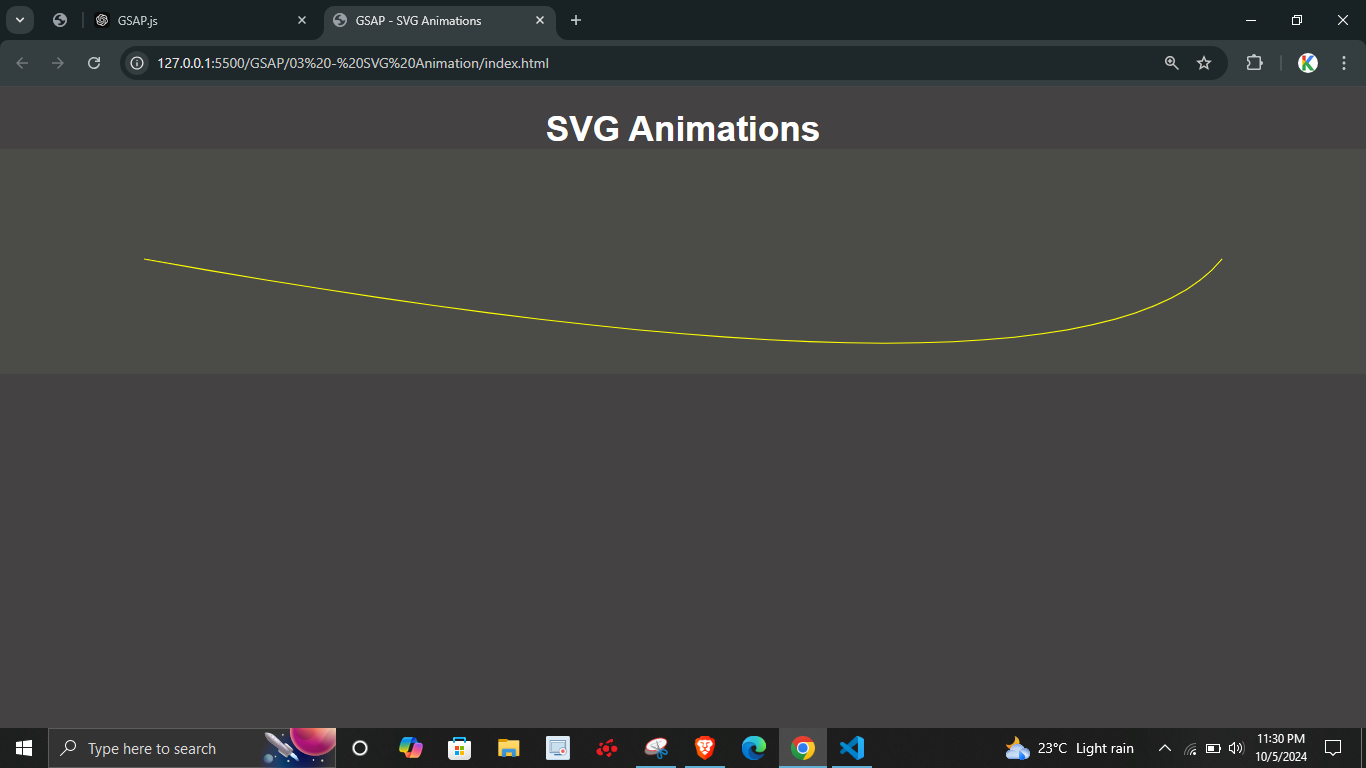 GSAP.js
GSAP - SVG Animations
127.0.0.1:5500/GSAP/03%20-%20SVG%20Animation/index.html
SVG Animations
Type here to search
23°C Light rain
11:30 PM
10/5/2024